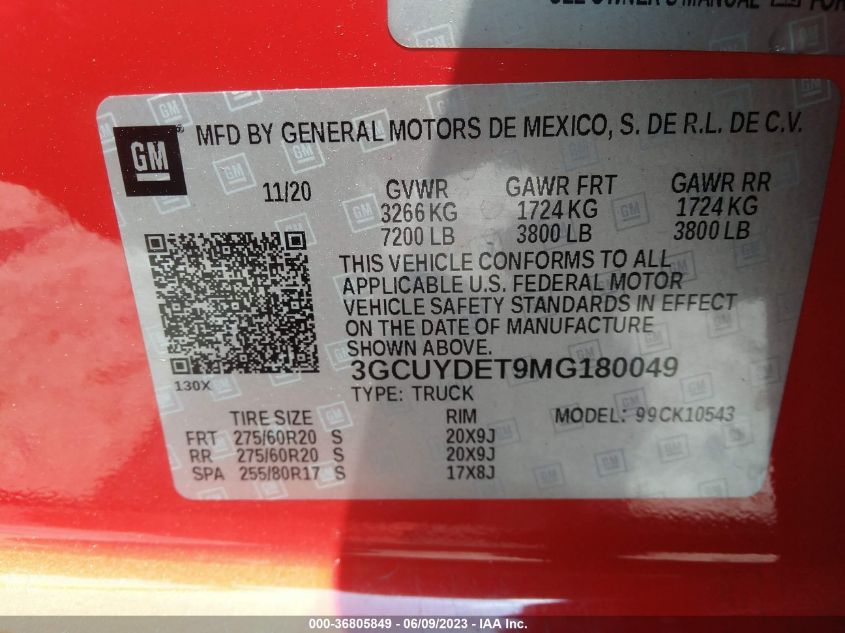 SEE OWNER'S MANUAL FOR
GM
MFD BY GENERAL MOTORS DE MEXICO, S. DE R.L. DE C.V.
11/20 GVWR GAWR FRT GAWR RR
3266 KG 1724 KG 1724 KG
7200 LB 3800 LB 3800 LB
THIS VEHICLE CONFORMS TO ALL
APPLICABLE U.S. FEDERAL MOTOR
VEHICLE SAFETY STANDARDS IN EFFECT
ON THE DATE OF MANUFACTURE
SHOWN ABOVE.
3GCUYDET9MG180049
130X
TYPE: TRUCK
TIRE SIZE RIM MODEL: 99CK10543
FRT 275/60R20 S 20X9J
RR 275/60R20 S 20X9J
SPA 255/80R17 S 17X8J
000-36805849 - 06/09/2023 - IAA Inc.